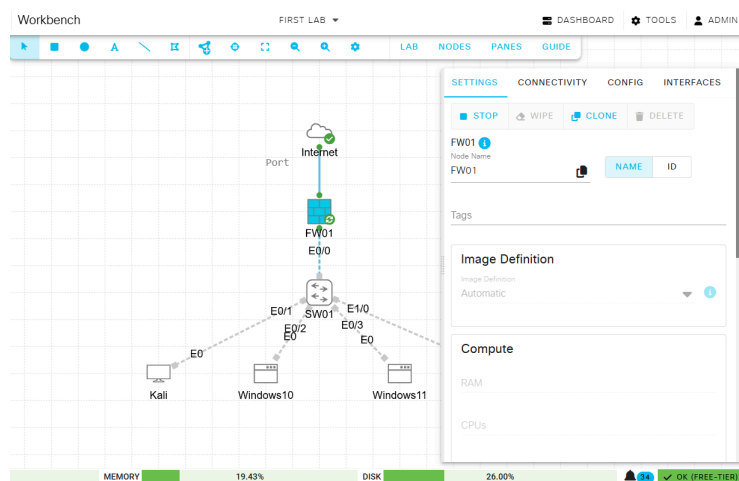 Workbench
FIRST LAB
DASHBOARD
TOOLS
ADMIN
A
LAB
NODES
PANES
GUIDE
SETTINGS
CONNECTIVITY
CONFIG
INTERFACES
STOP
WIPE
CLONE
DELETE
FW01
Node Name
FW01
NAME
ID
Tags
Image Definition
Image Definition
Automatic
Compute
RAM
CPUs
Internet
Port
FW01
E0/0
E0/1
SW01
E1/0
E0/2
E0/3
E0
E0
E0
Kali
Windows10
Windows11
MEMORY
19.43%
DISK
26.00%
34
OK (FREE-TIER)